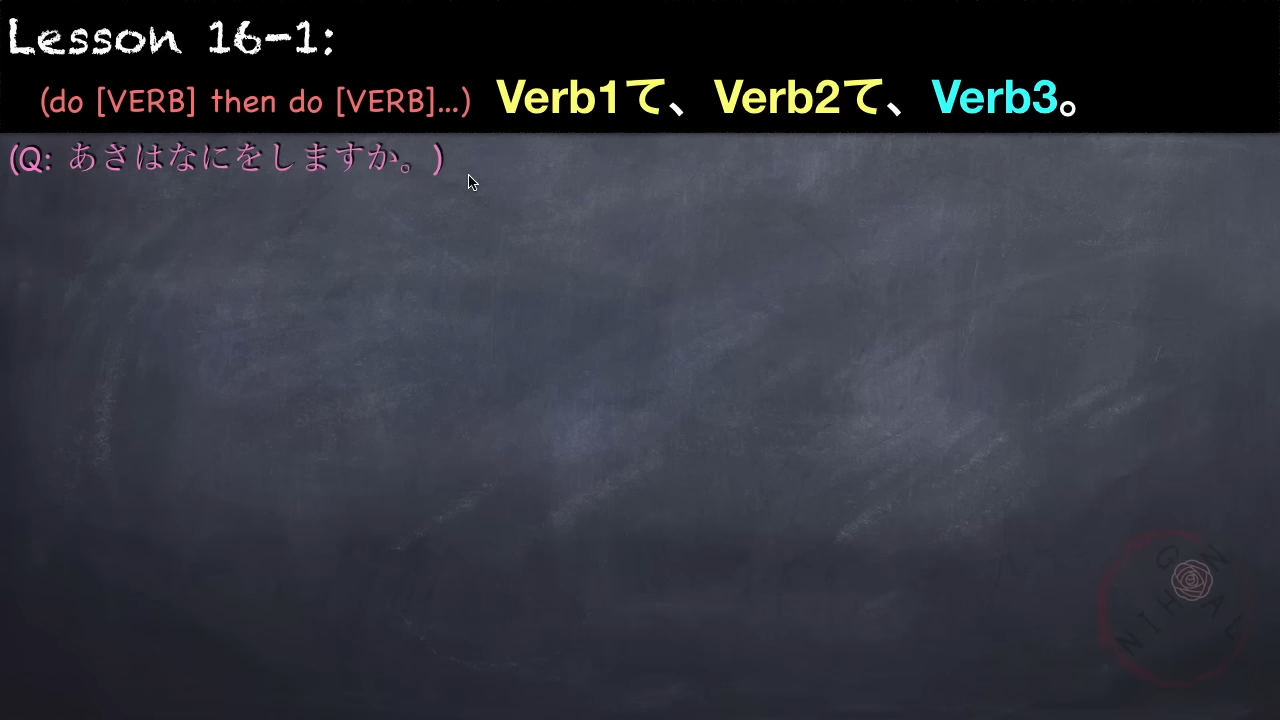 Lesson 16-1:
(do [VERB] then do [VERB]...) Verb1て、Verb2て、Verb3。
(Q: あさはなにをしますか。)